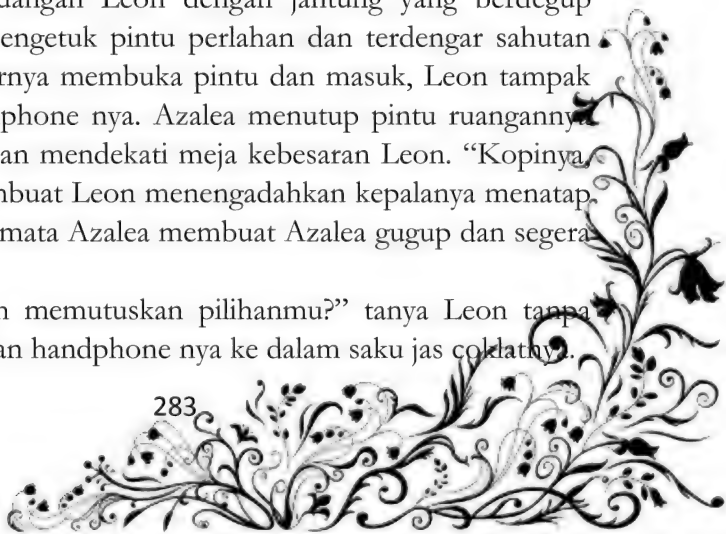 dangan Leon dengan jantung yang berdegup
engetuk pintu perlahan dan terdengar sahutan
rnya membuka pintu dan masuk, Leon tampak
phone nya. Azalea menutup pintu ruangannya
an mendekati meja kebesaran Leon. “Kopinya,
nbuat Leon menengadahkan kepalanya menatap
mata Azalea membuat Azalea gugup dan segera
n memutuskan pilihanmu?” tanya Leon tanpa
an handphone nya ke dalam saku jas coklatnya.
283